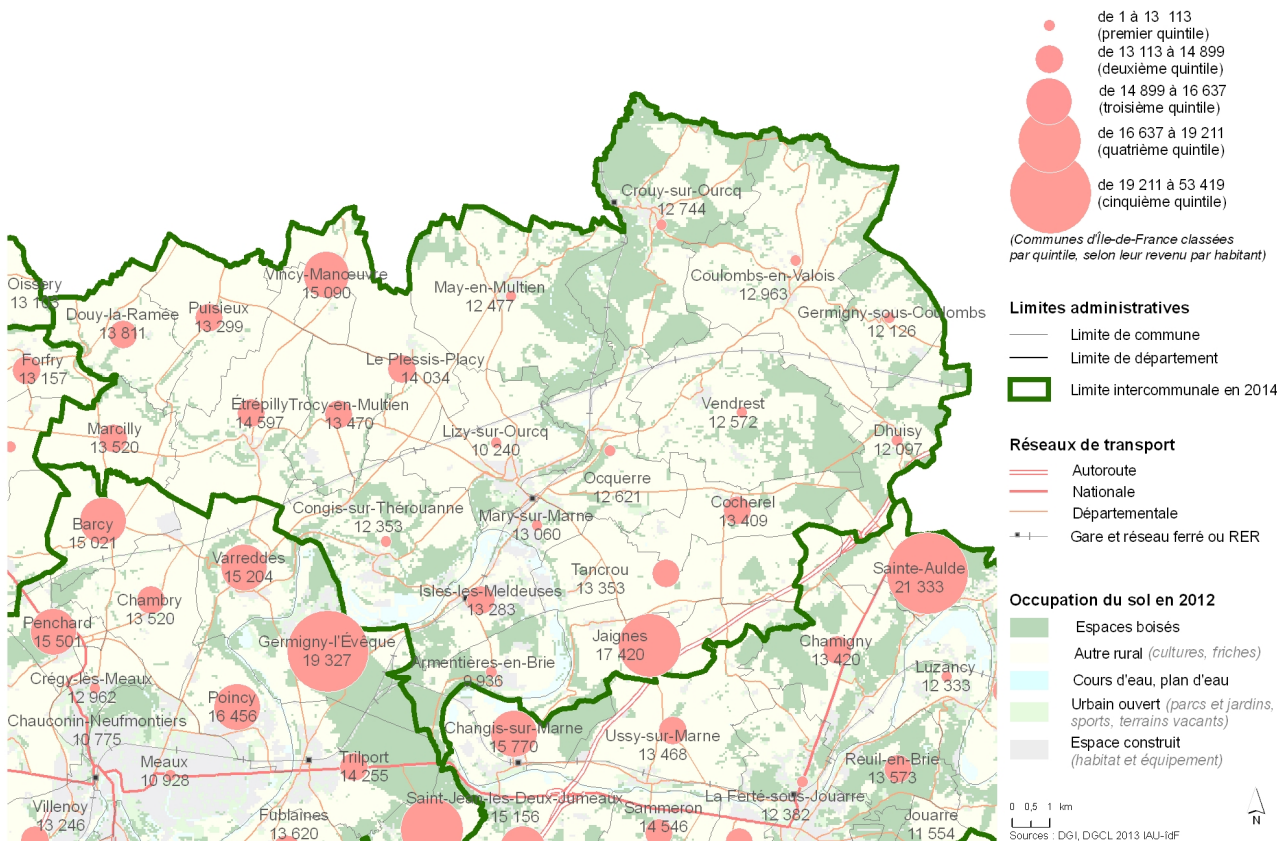 de 1 à 13 113
(premier quintile)
de 13 113 à 14 899
(deuxième quintile)
de 14 899 à 16 637
(troisième quintile)
de 16 637 à 19 211
(quatrième quintile)
de 19 211 à 53 419
(cinquième quintile)
(Communes d'Île-de-France classées
par quintile, selon leur revenu par habitant)
Limites administratives
Limite de commune
Limite de département
Limite intercommunale en 2014
Réseaux de transport
Autoroute
Nationale
Départementale
Gare et réseau ferré ou RER
Occupation du sol en 2012
Espaces boisés
Autre rural (cultures, friches)
Cours d'eau, plan d'eau
Urbain ouvert (parcs et jardins,
sports, terrains vacants)
Espace construit
(habitat et équipement)
0 0,5 1 km
N
Sources : DGI, DGCL 2013 IAU-îdF
Crouy-sur-Ourcq
12 744
Oissery
Vincy-Manœuvre
15 090
May-en-Multien
12 477
Coulombs-en-Valois
12 963
Douy-la-Ramée
13 811
Puisieux
13 299
Germigny-sous-Coulombs
12 126
Forfry
13 157
Le Plessis-Placy
14 034
Étrépilly
14 597
Trocy-en-Multien
13 470
Vendrest
12 572
Marcilly
13 520
Lizy-sur-Ourcq
10 240
Dhuisy
12 097
Ocquerre
12 621
Congis-sur-Thérouanne
12 353
Mary-sur-Marne
13 060
Cocherel
13 409
Barcy
15 021
Varreddes
15 204
Tancrou
13 353
Sainte-Aulde
21 333
Chambry
13 520
Isles-les-Meldeuses
13 283
Penchard
15 501
Germigny-l'Évêque
19 327
Jaignes
17 420
Chamigny
13 420
Crégy-lès-Meaux
12 962
Armentières-en-Brie
9 936
Luzancy
12 333
Poincy
16 456
Chauconin-Neufmontiers
10 775
Changis-sur-Marne
15 770
Ussy-sur-Marne
13 468
Meaux
10 928
Trilport
14 255
Reuil-en-Brie
13 573
Villenoy
13 246
Fublaines
13 620
Saint-Jean-les-Deux-Jumeaux
15 156
Sammeron
14 546
La Ferté-sous-Jouarre
12 382
Jouarre
11 554